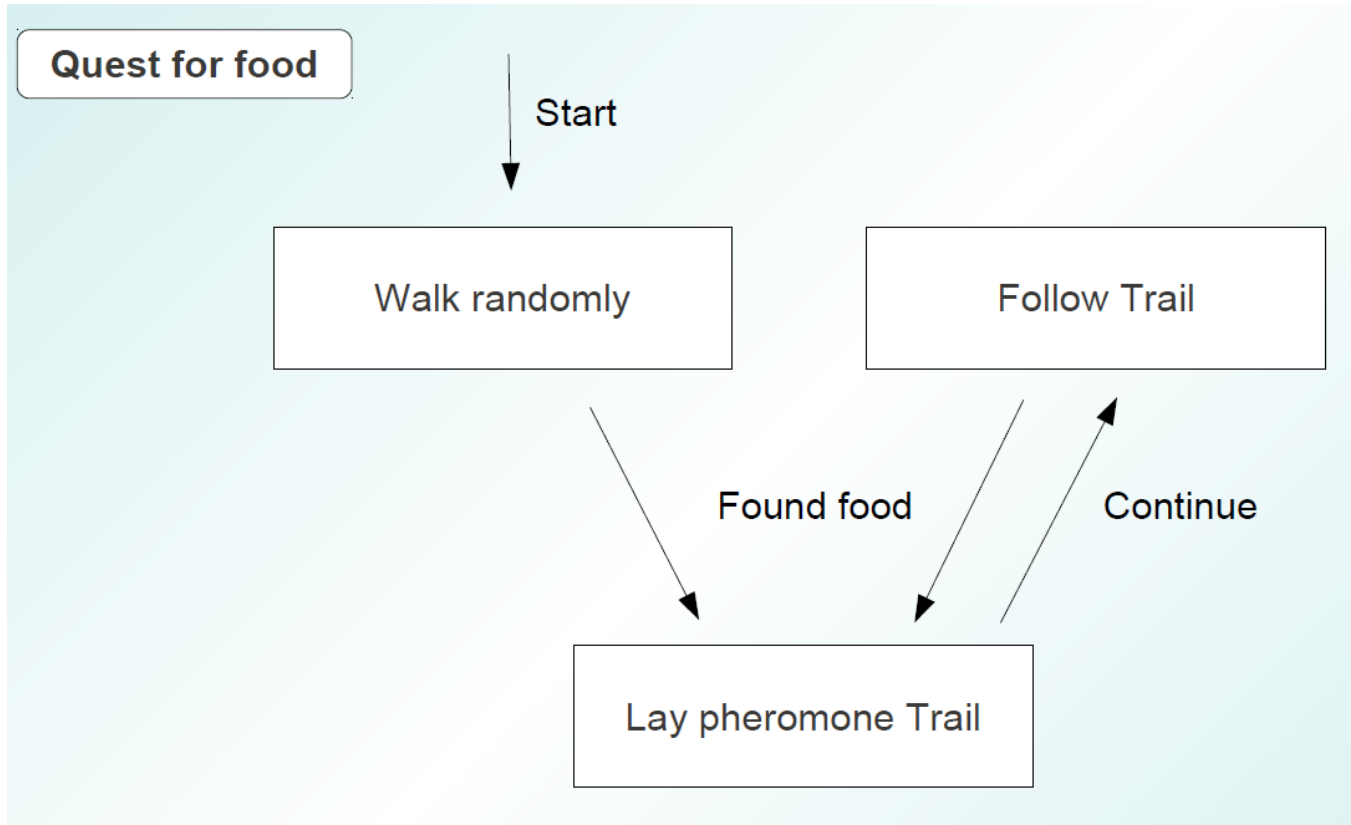 Quest for food
Start
Walk randomly
Follow Trail
Found food
Continue
Lay pheromone Trail